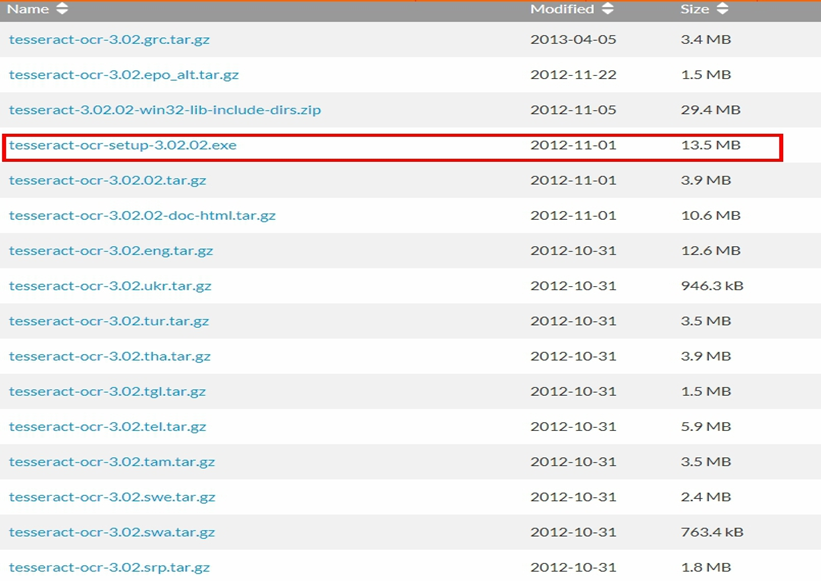 Name Modified Size
tesseract-ocr-3.02.grc.tar.gz 2013-04-05 3.4 MB
tesseract-ocr-3.02.epo_alt.tar.gz 2012-11-22 1.5 MB
tesseract-3.02.02-win32-lib-include-dirs.zip 2012-11-05 29.4 MB
tesseract-ocr-setup-3.02.02.exe 2012-11-01 13.5 MB
tesseract-ocr-3.02.02.tar.gz 2012-11-01 3.9 MB
tesseract-ocr-3.02.02-doc-html.tar.gz 2012-11-01 10.6 MB
tesseract-ocr-3.02.eng.tar.gz 2012-10-31 12.6 MB
tesseract-ocr-3.02.ukr.tar.gz 2012-10-31 946.3 kB
tesseract-ocr-3.02.tur.tar.gz 2012-10-31 3.5 MB
tesseract-ocr-3.02.tha.tar.gz 2012-10-31 3.9 MB
tesseract-ocr-3.02.tgl.tar.gz 2012-10-31 1.5 MB
tesseract-ocr-3.02.tel.tar.gz 2012-10-31 5.9 MB
tesseract-ocr-3.02.tam.tar.gz 2012-10-31 3.5 MB
tesseract-ocr-3.02.swe.tar.gz 2012-10-31 2.4 MB
tesseract-ocr-3.02.swa.tar.gz 2012-10-31 763.4 kB
tesseract-ocr-3.02.srp.tar.gz 2012-10-31 1.8 MB